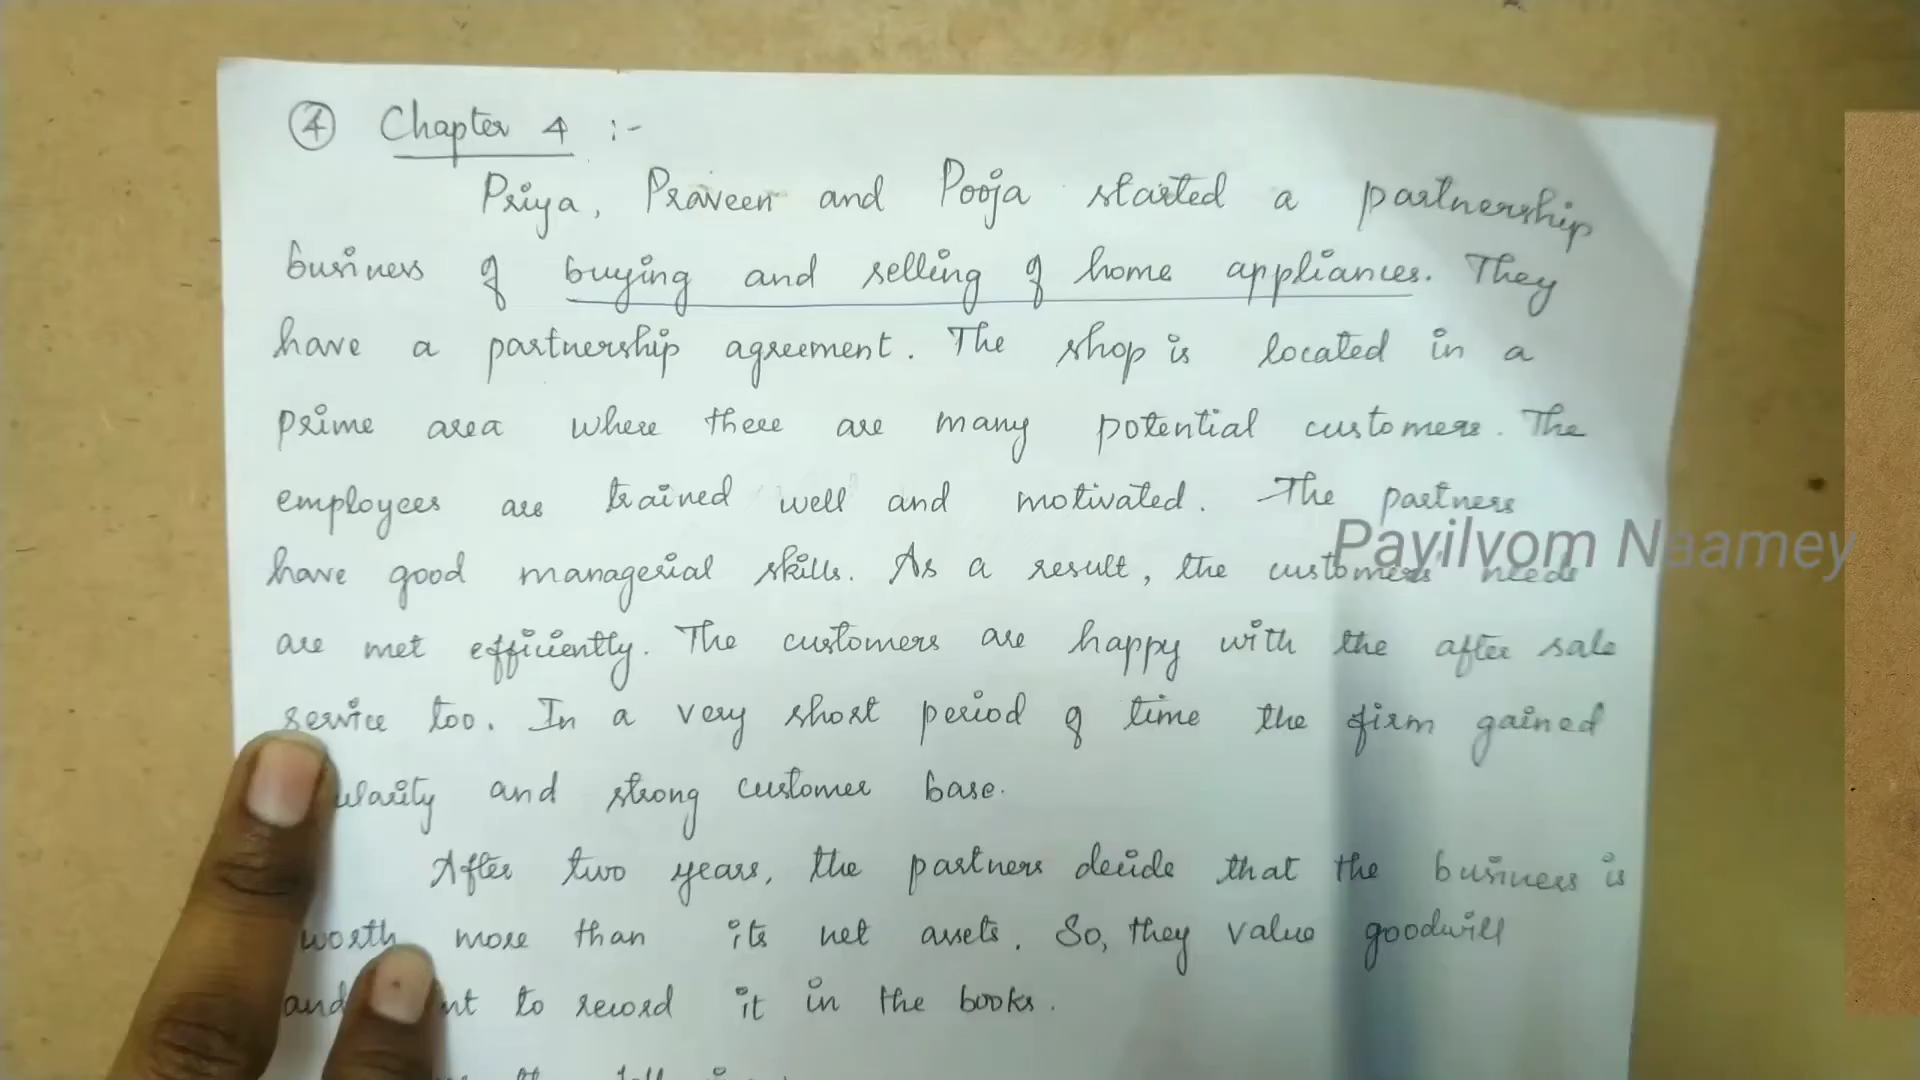 ④ Chapter 4 :-
Priya, Praveen and Pooja started a partnership
business of buying and selling of home appliances. They
have a partnership agreement. The shop is located in a
prime area where there are many potential customers. The
employees are trained well and motivated. The partners
Payilvom Naamey
have good managerial skills. As a result, the customers' needs
are met efficiently. The customers are happy with the after sale
service too. In a very short period of time the firm gained
ularity and strong customer base.
After two years, the partners decide that the business is
worth more than its net assets. So, they value goodwill
and nt to record it in the books.